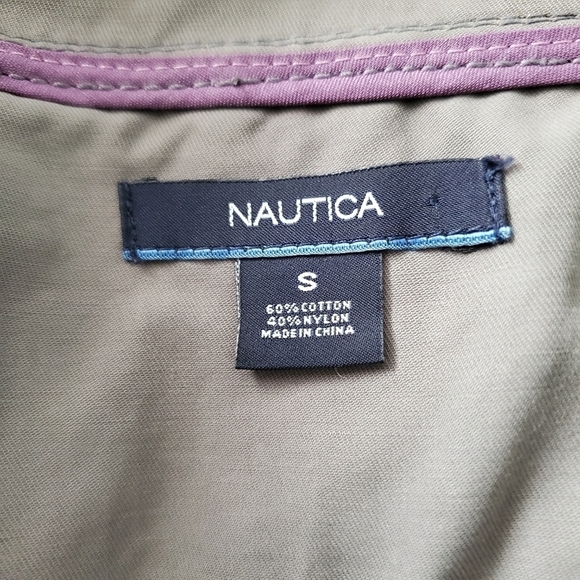 NAUTICA
S
60% COTTON
40% NYLON
MADE IN CHINA